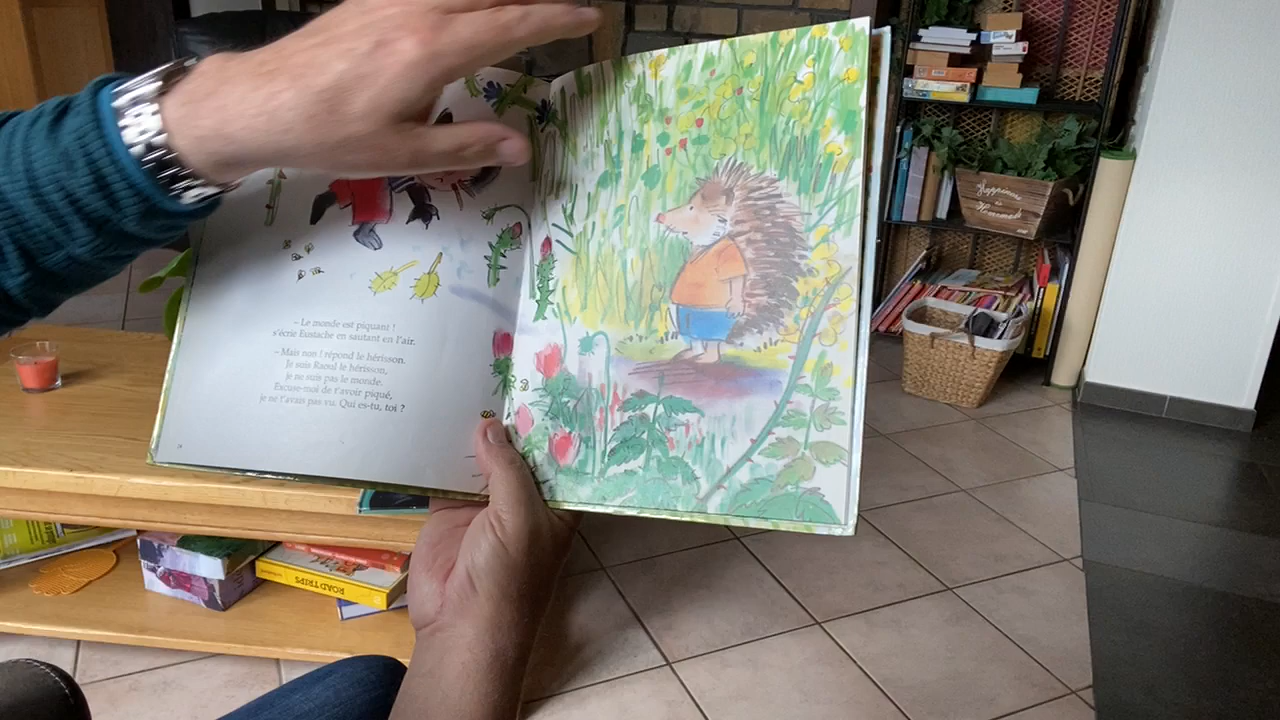 – Le monde est piquant !
s'écrie Eustache en sautant en l'air.
– Mais non ! répond le hérisson.
Je suis Raoul le hérisson,
je ne suis pas le monde.
Excuse-moi de t'avoir piqué,
je ne t'avais pas vu. Qui es-tu, toi ?
Happiness
is
Homemade
ROAD TRIPS